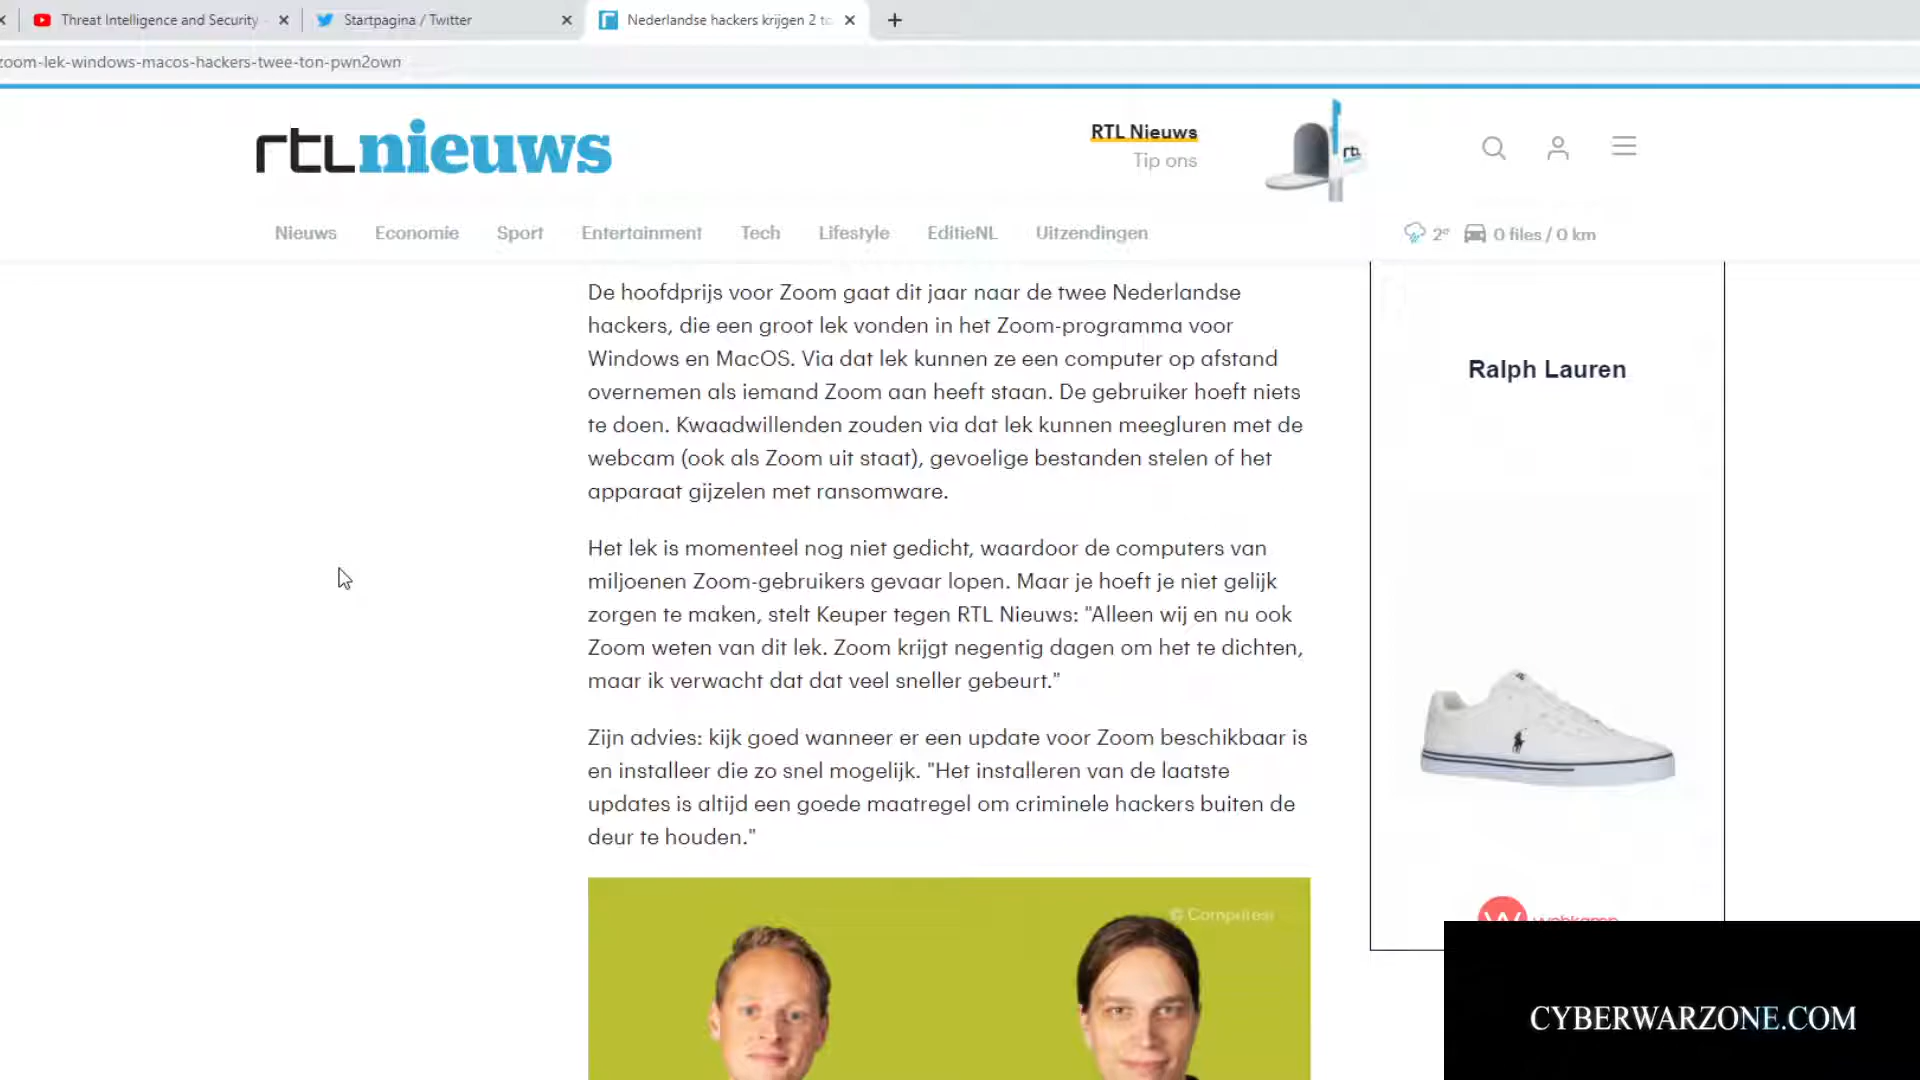 Threat Intelligence and Security
Startpagina / Twitter
Nederlandse hackers krijgen 2 to
zoom-lek-windows-macos-hackers-twee-ton-pwn2own
rtlnieuws
RTL Nieuws
Tip ons
rtl
Nieuws Economie Sport Entertainment Tech Lifestyle EditieNL Uitzendingen
2° 0 files / 0 km
De hoofdprijs voor Zoom gaat dit jaar naar de twee Nederlandse
hackers, die een groot lek vonden in het Zoom-programma voor
Windows en MacOS. Via dat lek kunnen ze een computer op afstand
overnemen als iemand Zoom aan heeft staan. De gebruiker hoeft niets
te doen. Kwaadwillenden zouden via dat lek kunnen meegluren met de
webcam (ook als Zoom uit staat), gevoelige bestanden stelen of het
apparaat gijzelen met ransomware.
Het lek is momenteel nog niet gedicht, waardoor de computers van
miljoenen Zoom-gebruikers gevaar lopen. Maar je hoeft je niet gelijk
zorgen te maken, stelt Keuper tegen RTL Nieuws: "Alleen wij en nu ook
Zoom weten van dit lek. Zoom krijgt negentig dagen om het te dichten,
maar ik verwacht dat dat veel sneller gebeurt."
Zijn advies: kijk goed wanneer er een update voor Zoom beschikbaar is
en installeer die zo snel mogelijk. "Het installeren van de laatste
updates is altijd een goede maatregel om criminele hackers buiten de
deur te houden."
© Computest
Ralph Lauren
CYBERWARZONE.COM